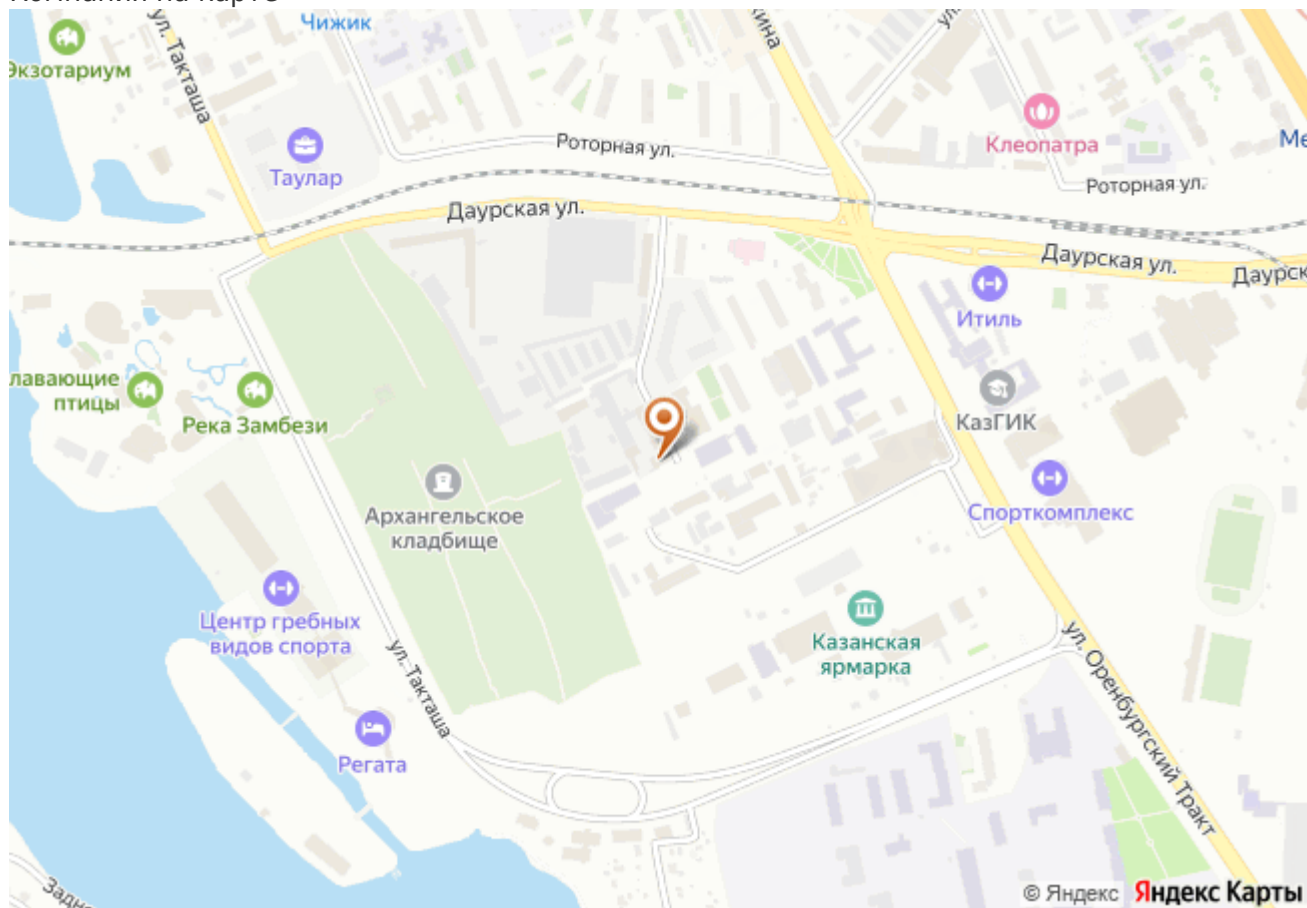 Чижик
ул. Такташа
Экзотариум
Таулар
Роторная ул.
Клеопатра
Роторная ул.
Даурская ул.
Даурская ул.
Итиль
КазГИК
птицы
Река Замбези
Архангельское
кладбище
Спорткомплекс
Центр гребных
видов спорта
ул. Такташа
Казанская
ярмарка
ул. Оренбургский Тракт
Регата
© Яндекс Яндекс Карты